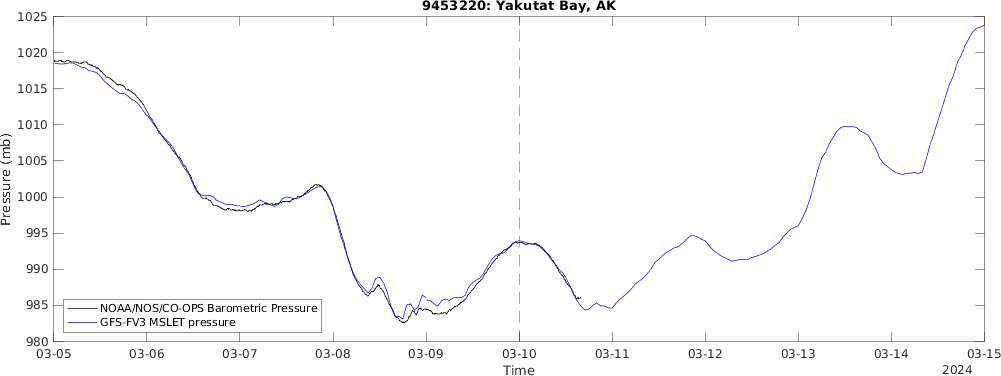 9453220: Yakutat Bay, AK
Pressure (mb)
1025
1020
1015
1010
1005
1000
995
990
985
980
NOAA/NOS/CO-OPS Barometric Pressure
GFS-FV3 MSLET pressure
03-05 03-06 03-07 03-08 03-09 03-10 03-11 03-12 03-13 03-14 03-15
Time
2024